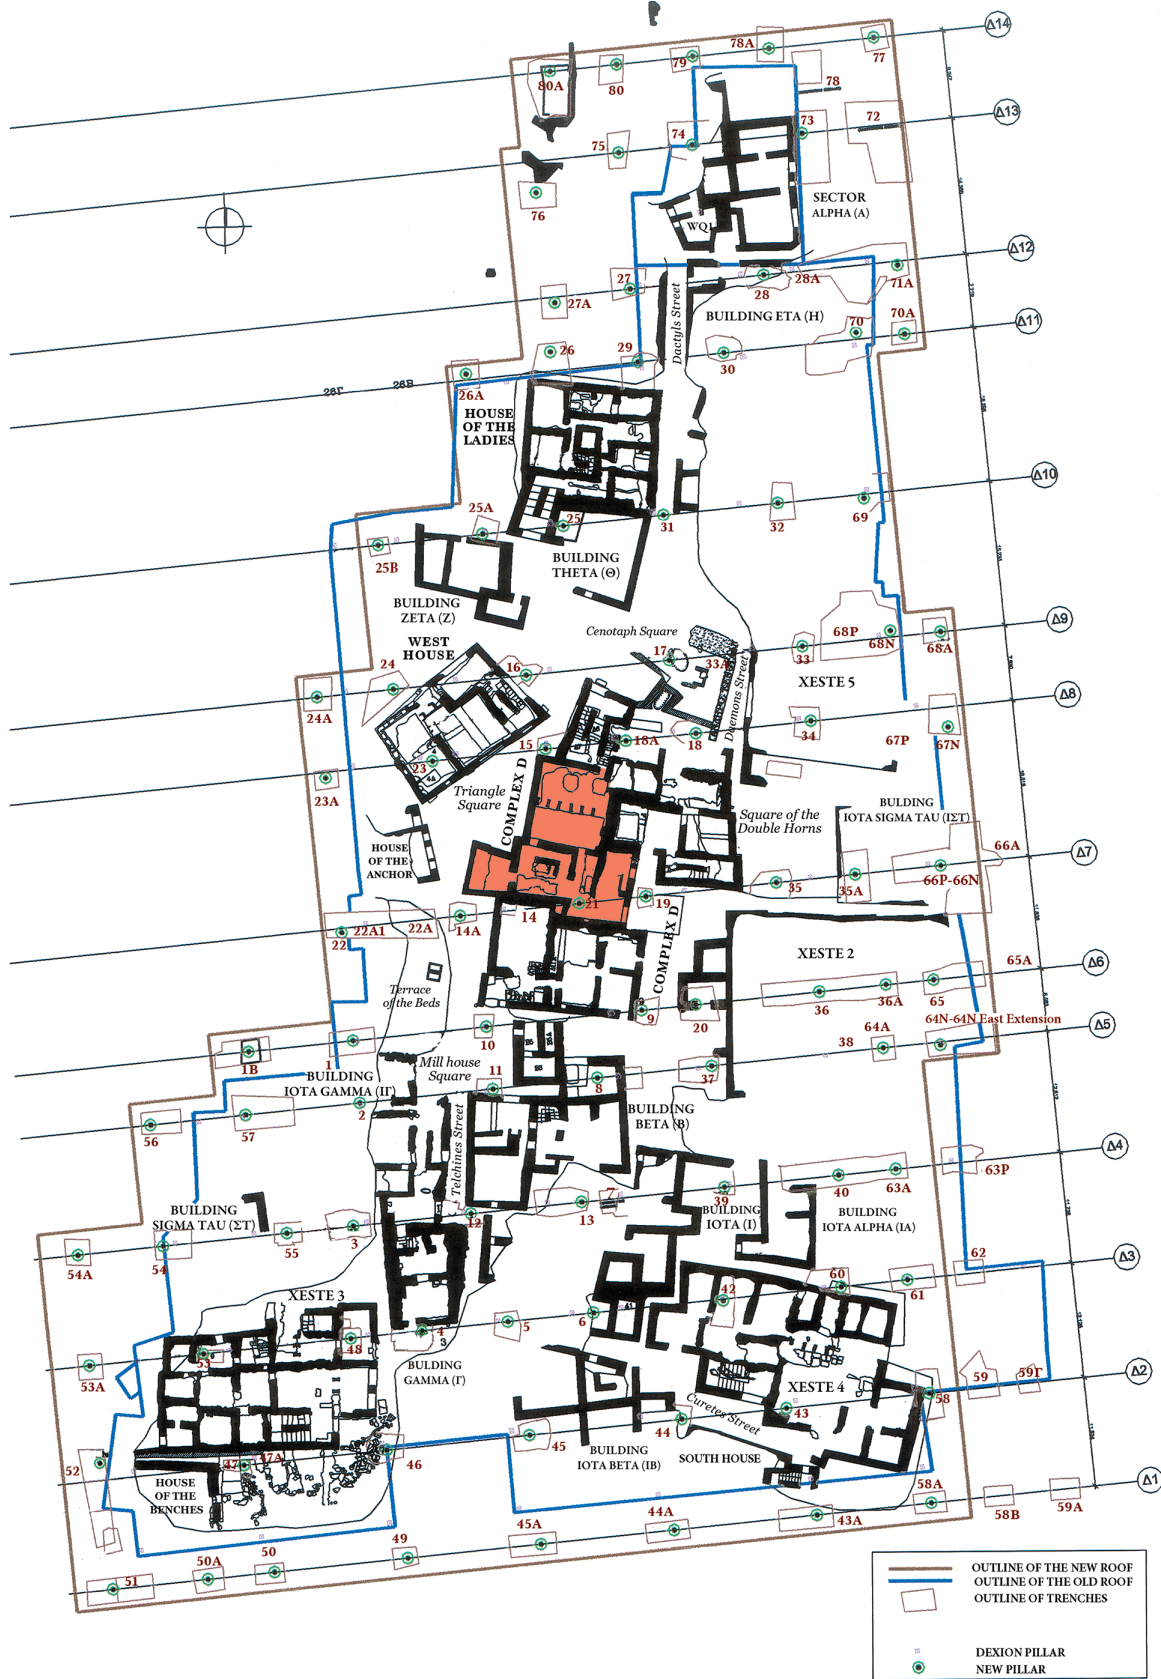 Δ14
78A
77
79
80A
80
78
Δ13
74
73
72
75
76
SECTOR
ALPHA (A)
WQ1
Δ12
27
28
28A
71A
27A
Dactyls Street
BUILDING ETA (H)
70
70A
Δ11
26
29
30
26Γ
26B
26A
HOUSE
OF THE
LADIES
Δ10
25A
25
31
32
69
25B
BUILDING
THETA (Θ)
BUILDING
ZETA (Z)
Cenotaph Square
Δ9
WEST
HOUSE
17
33A
33
68P
68N
68A
16
24
24A
Daemons Street
XESTE 5
Δ8
15
18A
18
34
67P
67N
23
23A
COMPLEX D
Triangle
Square
Square of the
Double Horns
BULDING
IOTA SIGMA TAU (ΙΣΤ)
HOUSE
OF THE
ANCHOR
66A
Δ7
35
35A
66P-66N
14
21
19
14A
22
22A1
22A
COMPLEX D
XESTE 2
65A
Δ6
Terrace
of the Beds
36
36A
65
9
20
64N-64N East Extension
Δ5
10
64A
38
1
1B
Mill house
Square
BUILDING
IOTA GAMMA (ΙΓ)
11
8
37
2
56
57
BUILDING
BETA (B)
Telchines Street
Δ4
63P
63A
40
39
7
13
12
BUILDING
SIGMA TAU (ΣΤ)
3
55
54
54A
BUILDING
IOTA (I)
BUILDING
IOTA ALPHA (IA)
62
Δ3
60
61
42
XESTE 3
6
5
4
3
48
53
53A
BULDING
GAMMA (Γ)
Δ2
59
59Γ
58
XESTE 4
43
Curetes Street
44
45
46
47
47A
52
HOUSE
OF THE
BENCHES
BUILDING
IOTA BETA (IB)
SOUTH HOUSE
58A
Δ1
59A
58B
43A
44A
45A
49
50
50A
51
OUTLINE OF THE NEW ROOF
OUTLINE OF THE OLD ROOF
OUTLINE OF TRENCHES
DEXION PILLAR
NEW PILLAR